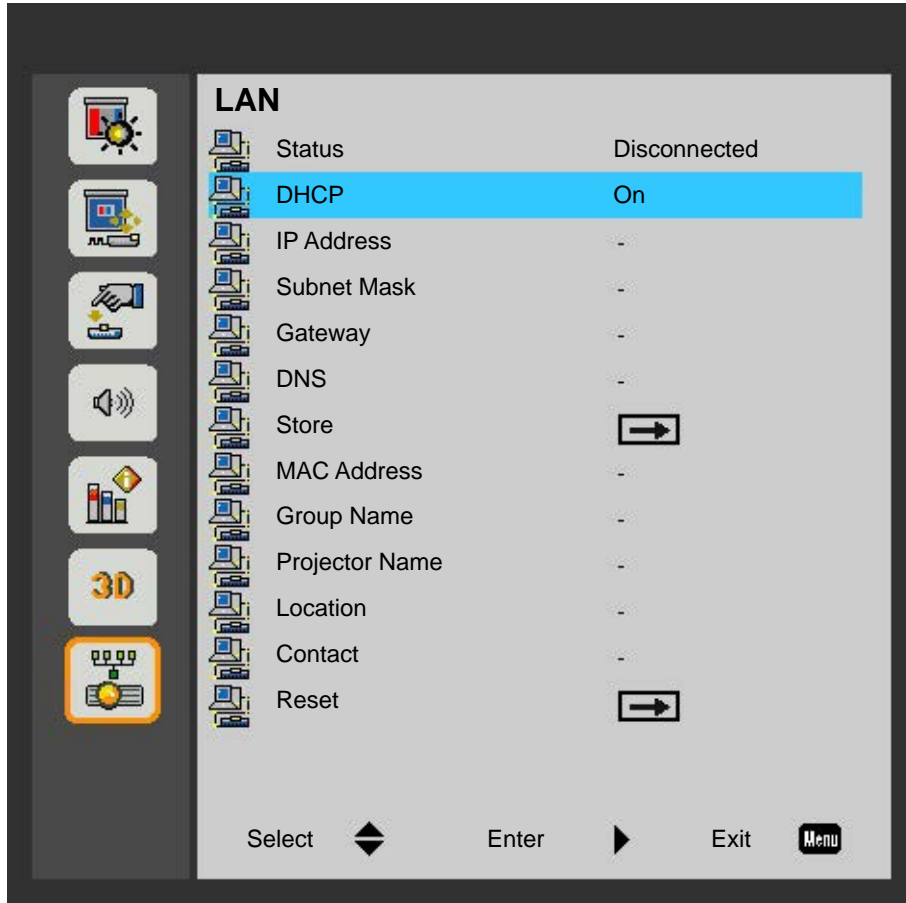 LAN
Status Disconnected
DHCP On
IP Address -
Subnet Mask -
Gateway -
DNS -
Store
MAC Address -
Group Name -
Projector Name -
3D
Location -
Contact -
Reset
Select Enter Exit Menu